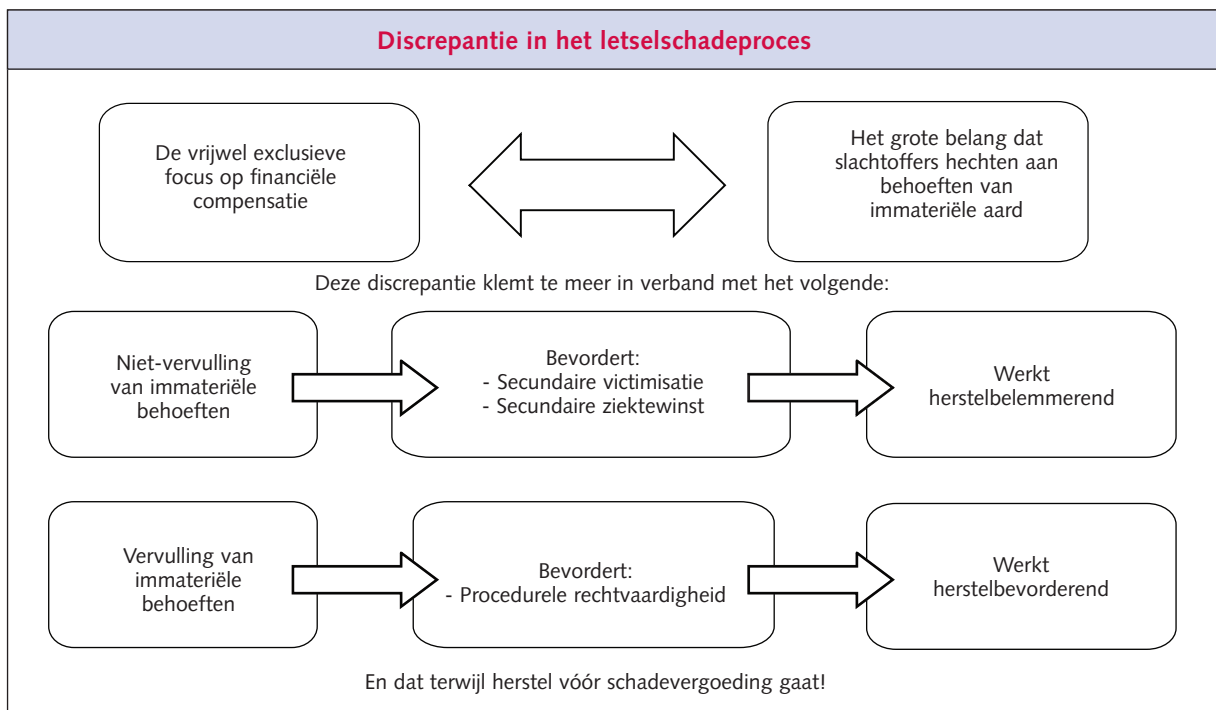 Discrepantie in het letselschadeproces
De vrijwel exclusieve
focus op financiële
compensatie
Het grote belang dat
slachtoffers hechten aan
behoeften van
immateriële aard
Deze discrepantie klemt te meer in verband met het volgende:
Niet-vervulling
van immateriële
behoeften
Bevordert:
- Secundaire victimisatie
- Secundaire ziektewinst
Werkt
herstelbelemmerend
Vervulling van
immateriële
behoeften
Bevordert:
- Procedurele rechtvaardigheid
Werkt
herstelbevorderend
En dat terwijl herstel vóór schadevergoeding gaat!